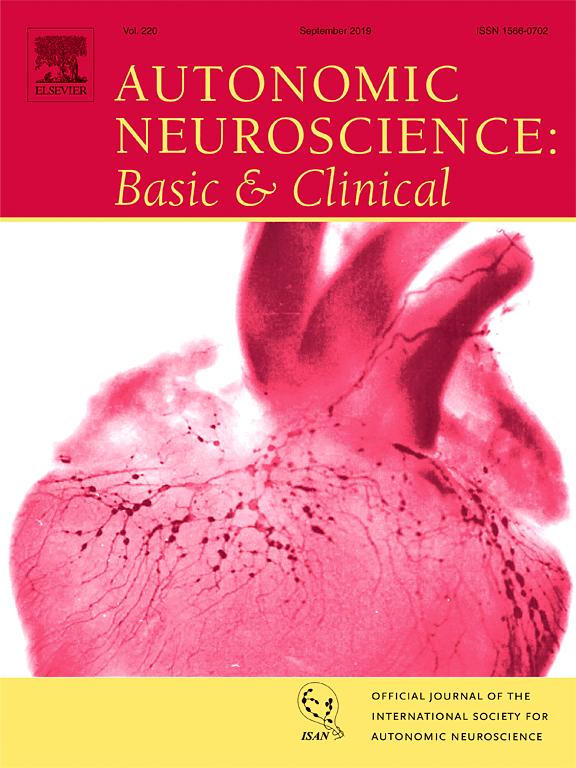 Vol. 220
September 2019
ISSN 1566-0702
ELSEVIER
AUTONOMIC
NEUROSCIENCE:
Basic & Clinical
ISAN
OFFICIAL JOURNAL OF THE
INTERNATIONAL SOCIETY FOR
AUTONOMIC NEUROSCIENCE